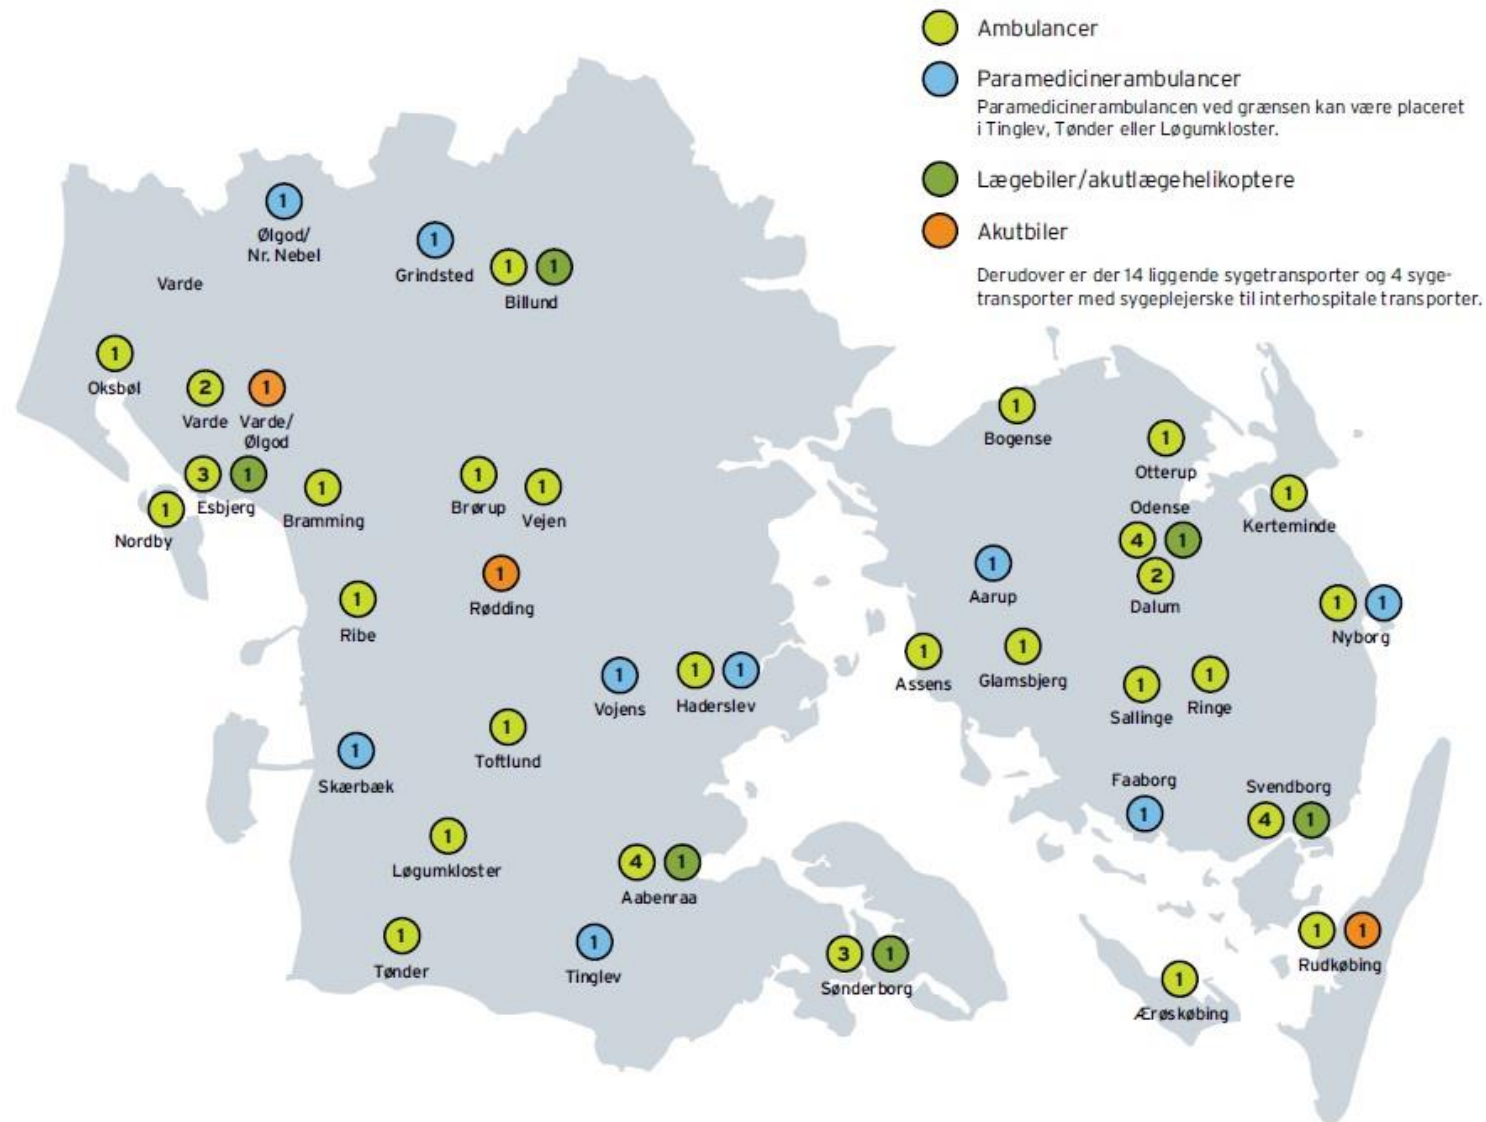 Ambulancer
Paramedicinerambulancer
Paramedicinerambulancen ved grænsen kan være placeret
i Tinglev, Tønder eller Løgumkloster.
Lægebiler/akutlægehelikoptere
Akutbiler
Derudover er der 14 liggende sygetransporter og 4 syge-
transporter med sygeplejerske til interhospitale transporter.
1
Ølgod/
Nr. Nebel
1
Grindsted
1 1
Billund
Varde
1
Oksbøl
2
Varde
1
Varde/
Ølgod
3 1
Esbjerg
1
Nordby
1
Bramming
1
Brørup
1
Vejen
1
Rødding
1
Ribe
1
Vojens
1 1
Haderslev
1
Toftlund
1
Skærbæk
1
Løgumkloster
4 1
Aabenraa
1
Tønder
1
Tinglev
3 1
Sønderborg
1
Bogense
1
Otterup
1
Kerteminde
Odense
4 1
2
Dalum
1
Aarup
1 1
Nyborg
1
Assens
1
Glamsbjerg
1
Sallinge
1
Ringe
Faaborg
1
Svendborg
4 1
1 1
Rudkøbing
1
Ærøskøbing